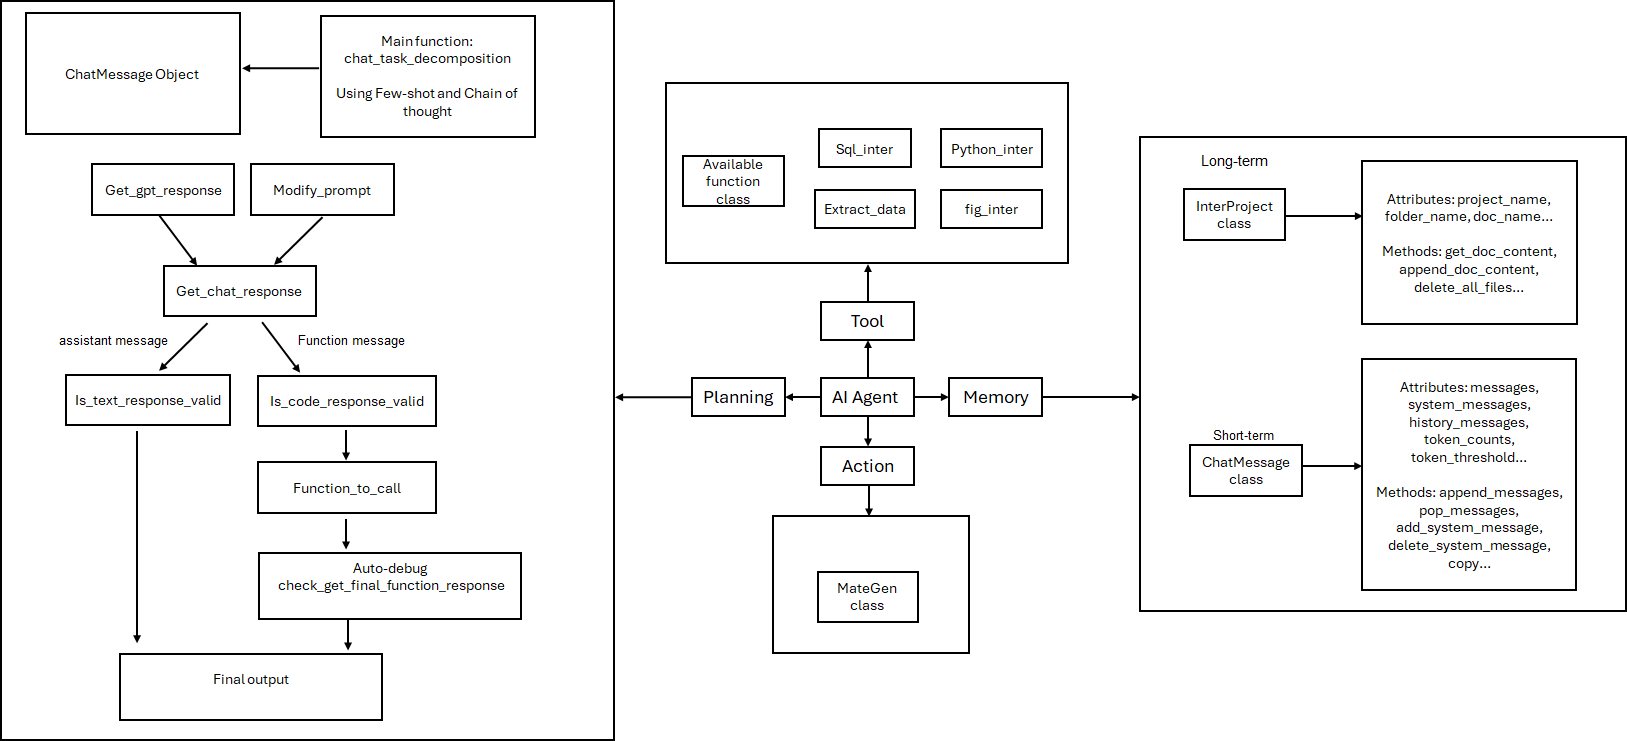 ChatMessage Object
Main function:
chat_task_decomposition
Using Few-shot and Chain of
thought
Get_gpt_response
Modify_prompt
Get_chat_response
assistant message
Function message
Is_text_response_valid
Is_code_response_valid
Function_to_call
Auto-debug
check_get_final_function_response
Final output
Available
function
class
Sql_inter
Python_inter
Extract_data
fig_inter
Tool
Planning
AI Agent
Memory
Action
MateGen
class
Long-term
InterProject
class
Attributes: project_name,
folder_name, doc_name...
Methods: get_doc_content,
append_doc_content,
delete_all_files...
Short-term
ChatMessage
class
Attributes: messages,
system_messages,
history_messages,
token_counts,
token_threshold...
Methods: append_messages,
pop_messages,
add_system_message,
delete_system_message,
copy...